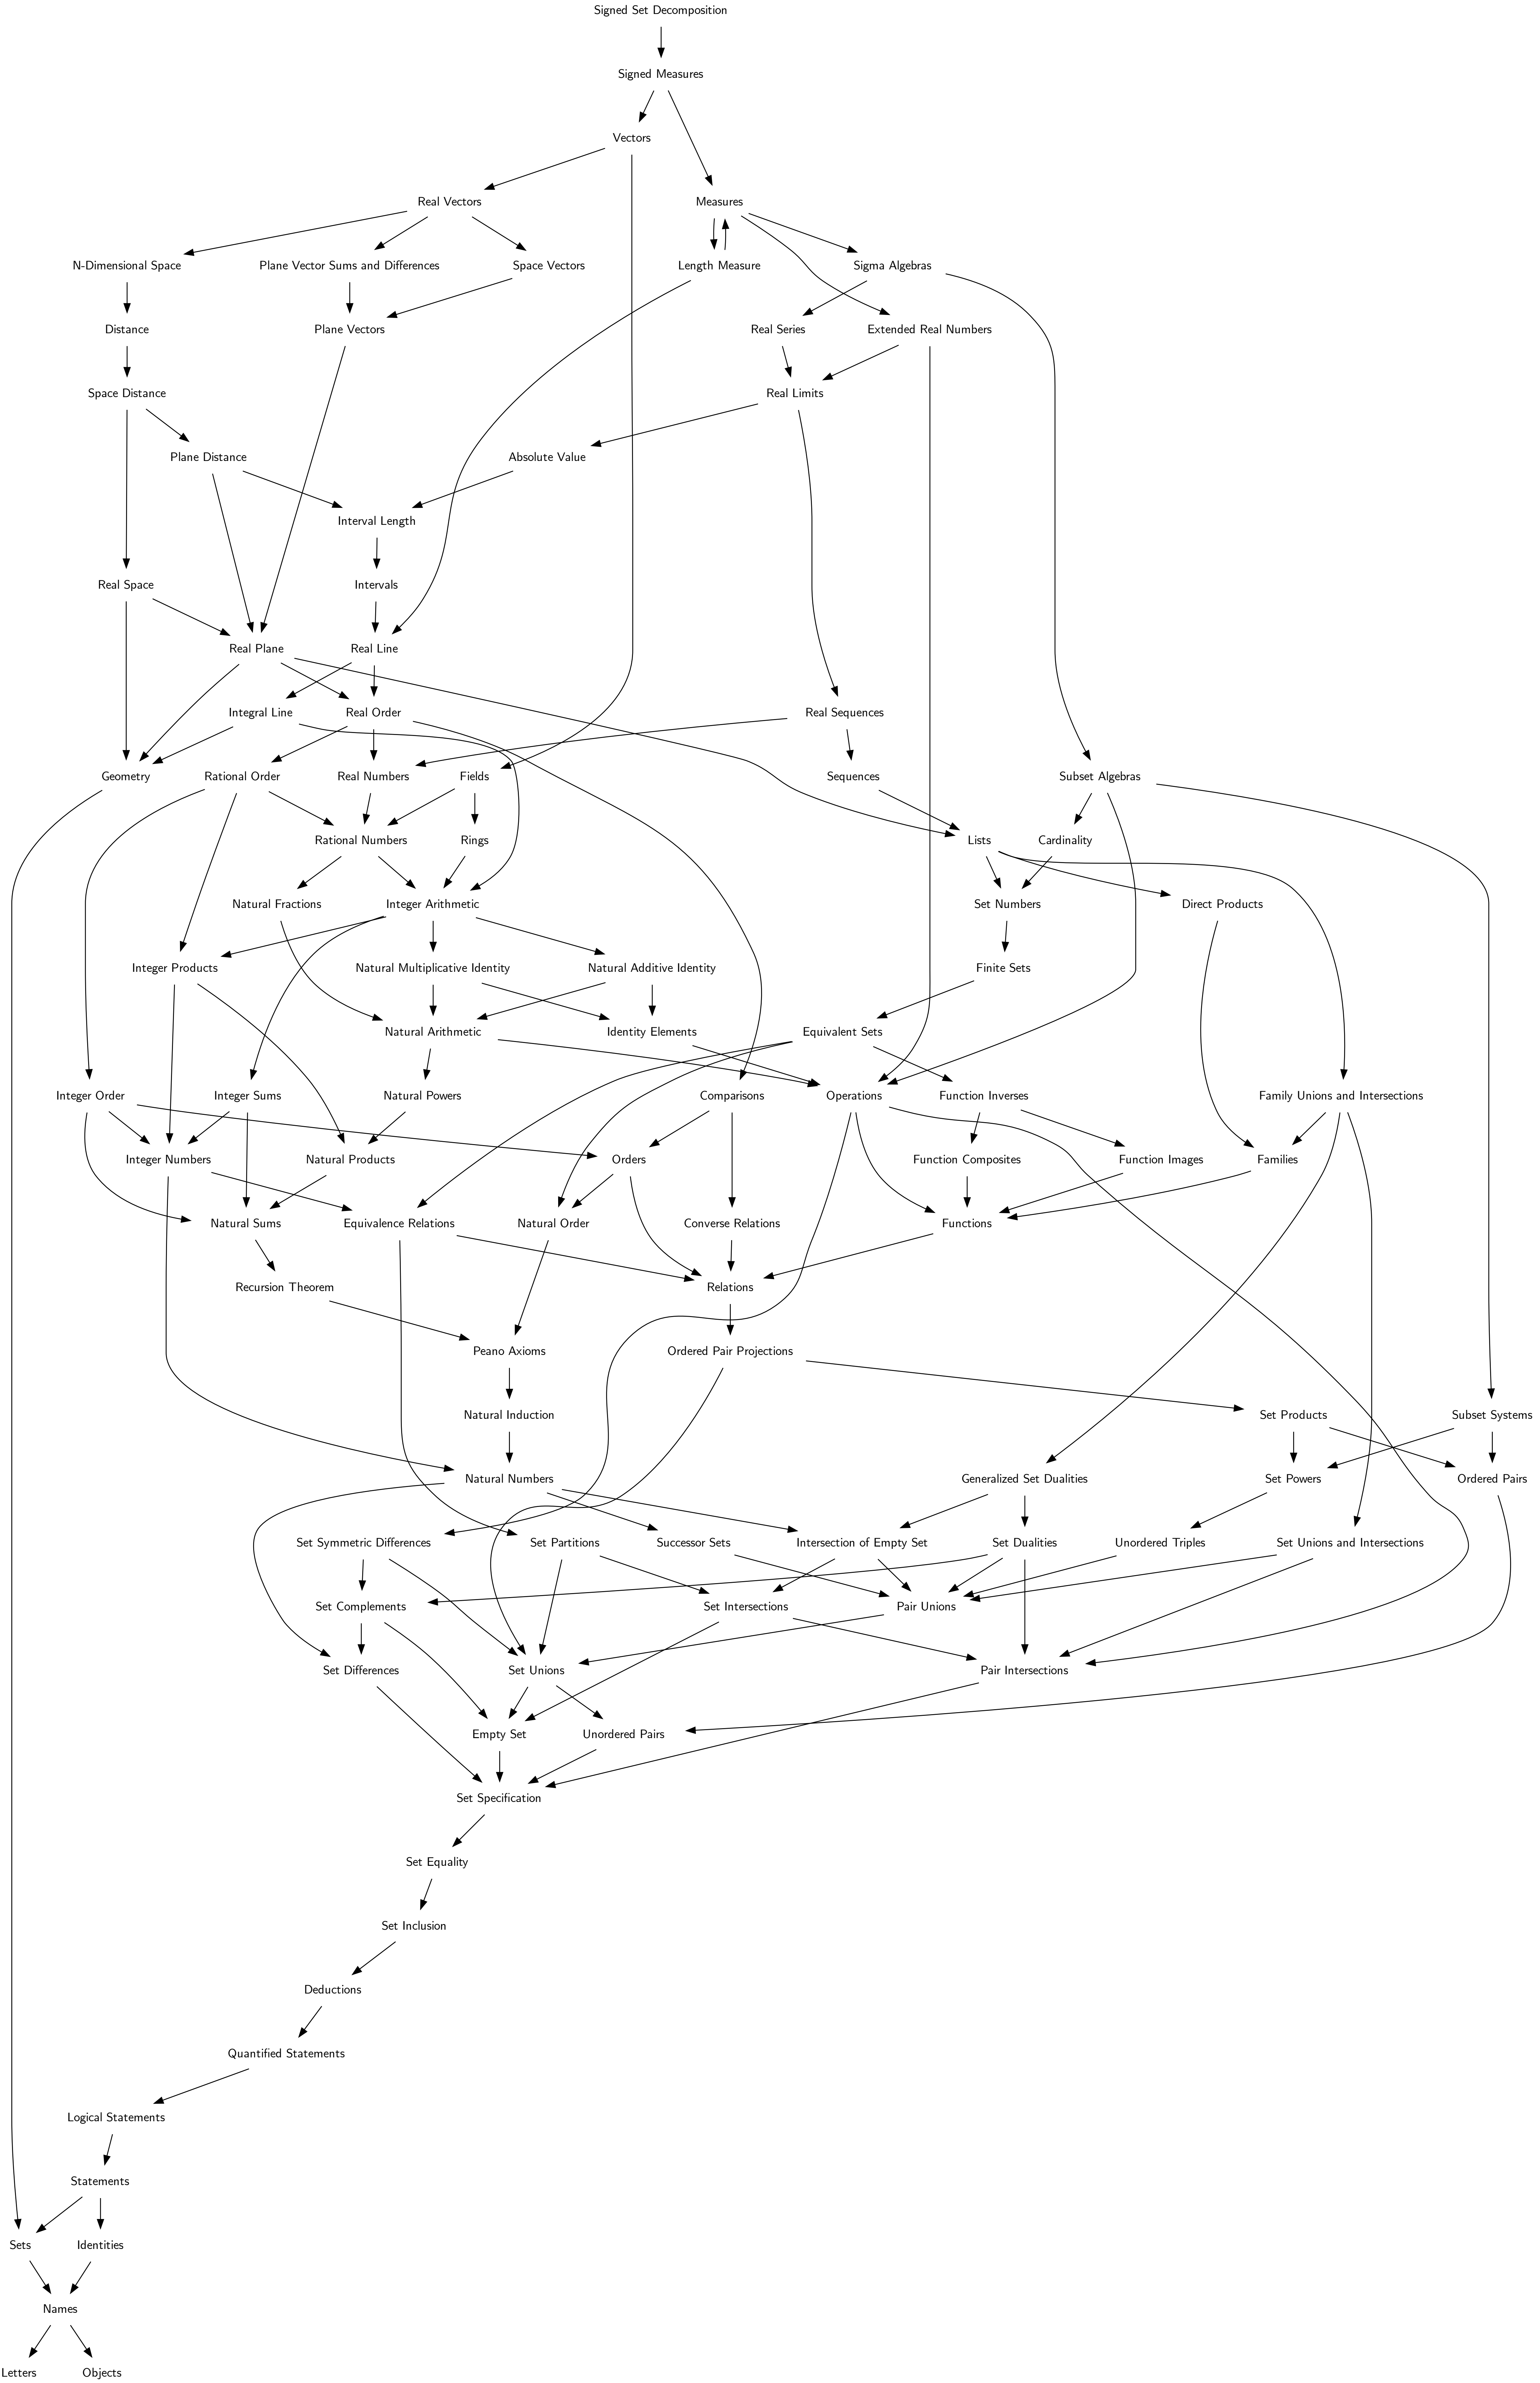 Signed Set Decomposition
Signed Measures
Vectors
Real Vectors
Measures
N-Dimensional Space
Plane Vector Sums and Differences
Space Vectors
Length Measure
Sigma Algebras
Distance
Plane Vectors
Real Series
Extended Real Numbers
Space Distance
Real Limits
Plane Distance
Absolute Value
Interval Length
Real Space
Intervals
Real Plane
Real Line
Integral Line
Real Order
Real Sequences
Geometry
Rational Order
Real Numbers
Fields
Sequences
Subset Algebras
Rational Numbers
Rings
Lists
Cardinality
Natural Fractions
Integer Arithmetic
Set Numbers
Direct Products
Integer Products
Natural Multiplicative Identity
Natural Additive Identity
Finite Sets
Natural Arithmetic
Identity Elements
Equivalent Sets
Integer Order
Integer Sums
Natural Powers
Comparisons
Operations
Function Inverses
Family Unions and Intersections
Integer Numbers
Natural Products
Orders
Function Composites
Function Images
Families
Natural Sums
Equivalence Relations
Natural Order
Converse Relations
Functions
Recursion Theorem
Relations
Peano Axioms
Ordered Pair Projections
Natural Induction
Set Products
Subset Systems
Natural Numbers
Generalized Set Dualities
Set Powers
Ordered Pairs
Set Symmetric Differences
Set Partitions
Successor Sets
Intersection of Empty Set
Set Dualities
Unordered Triples
Set Unions and Intersections
Set Complements
Set Intersections
Pair Unions
Set Differences
Set Unions
Pair Intersections
Empty Set
Unordered Pairs
Set Specification
Set Equality
Set Inclusion
Deductions
Quantified Statements
Logical Statements
Statements
Sets
Identities
Names
Letters
Objects